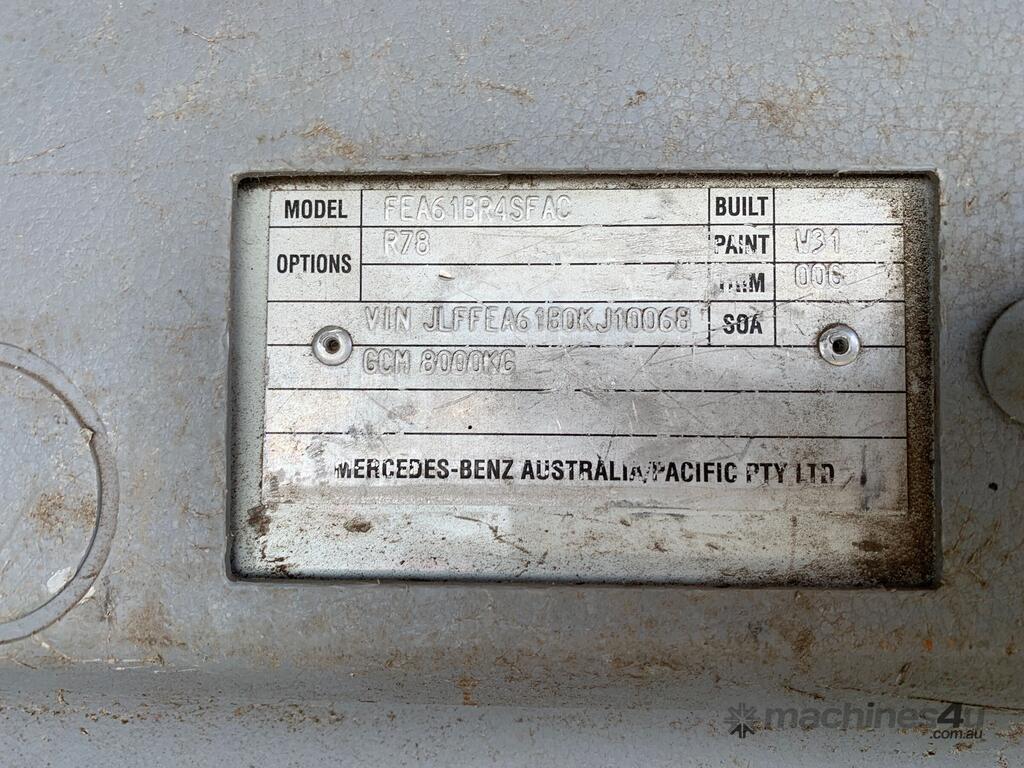 MODEL FEA61BR4SFAC BUILT
OPTIONS R78 PAINT W31
TRIM 00G
VIN JLFFEA61B0KJ10068 SOA
GCM 8000KG
MERCEDES-BENZ AUSTRALIA/PACIFIC PTY LTD
machines4u
.com.au